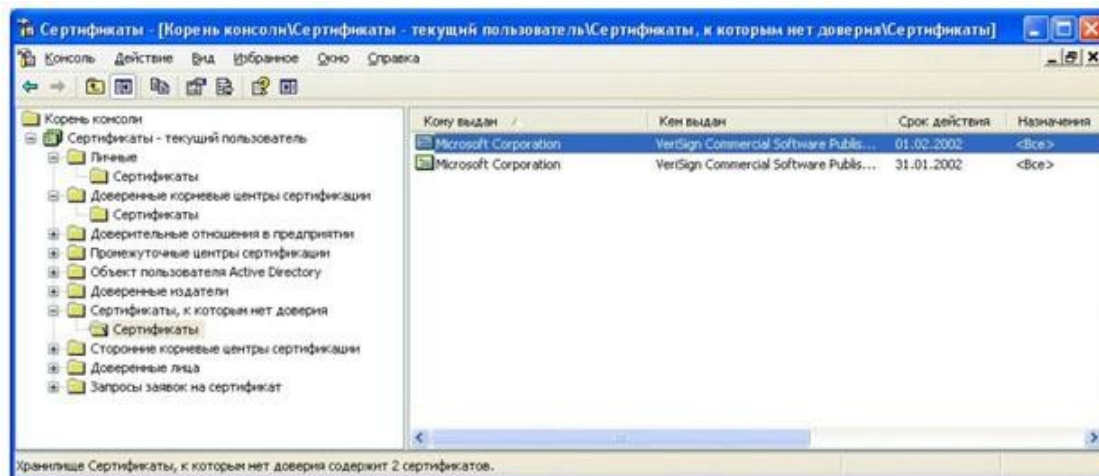 Сертификаты - [Корень консоли\Сертификаты - текущий пользователь\Сертификаты, к которым нет доверия\Сертификаты]
Консоль Действие Вид Избранное Окно Справка
Корень консоли
Сертификаты - текущий пользователь
Личные
Сертификаты
Доверенные корневые центры сертификации
Сертификаты
Доверительные отношения в предприятии
Промежуточные центры сертификации
Объект пользователя Active Directory
Доверенные издатели
Сертификаты, к которым нет доверия
Сертификаты
Сторонние корневые центры сертификации
Доверенные лица
Запросы заявок на сертификат
Кому выдан Кем выдан Срок действия Назначения
Microsoft Corporation VeriSign Commercial Software Publis... 01.02.2002 <Все>
Microsoft Corporation VeriSign Commercial Software Publis... 31.01.2002 <Все>
Хранилище Сертификаты, к которым нет доверия содержит 2 сертификатов.